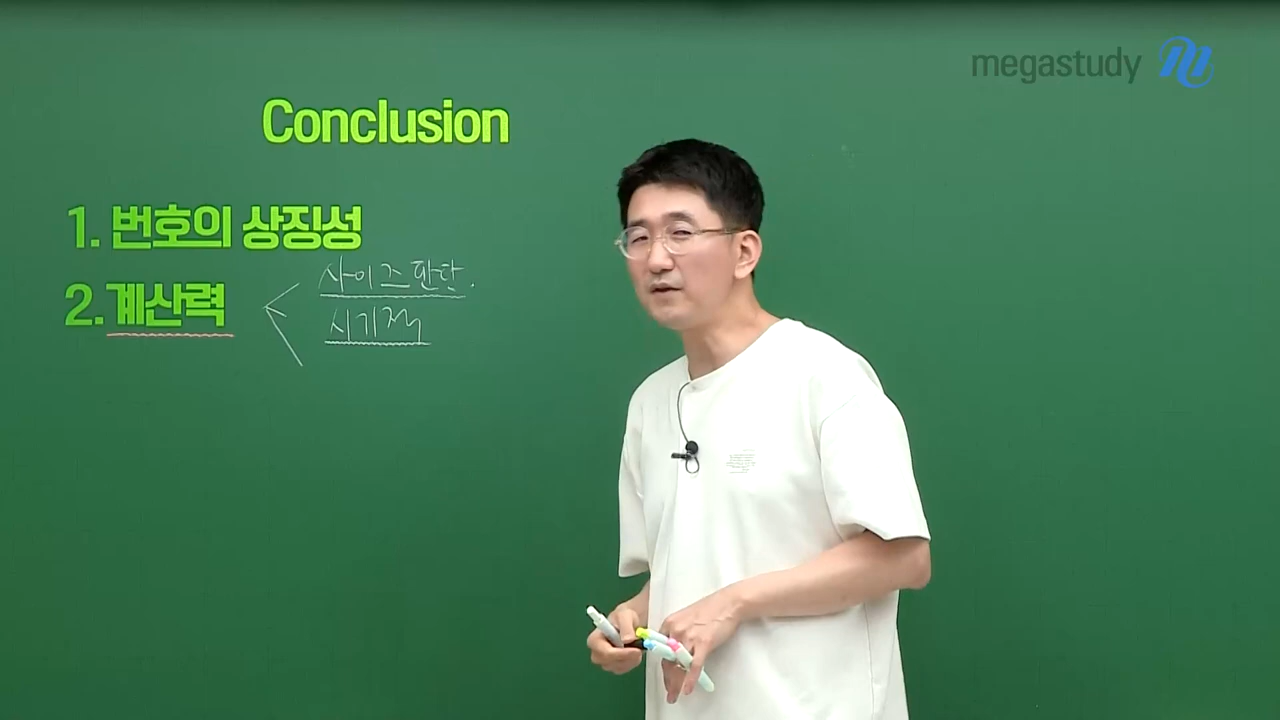 megastudy
Conclusion
1. 번호의 상징성
2. 계산력
사이즈 판단.
시기적